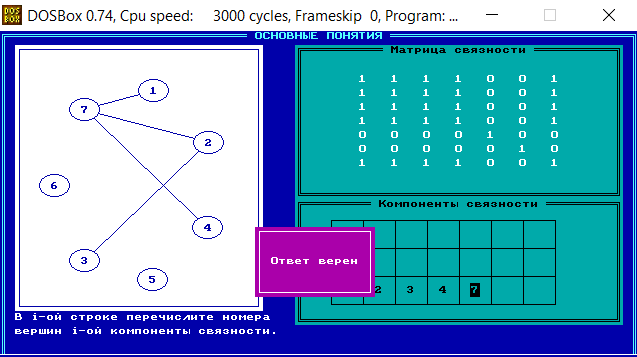 DOSBox 0.74, Cpu speed: 3000 cycles, Frameskip 0, Program: ...
ОСНОВНЫЕ ПОНЯТИЯ
1
7
2
6
4
3
5
В i-ой строке перечислите номера
вершин i-ой компоненты связности.
Матрица связности
1 1 1 1 0 0 1
1 1 1 1 0 0 1
1 1 1 1 0 0 1
1 1 1 1 0 0 1
0 0 0 0 1 0 0
0 0 0 0 0 1 0
1 1 1 1 0 0 1
Компоненты связности
2 3 4 7
Ответ верен